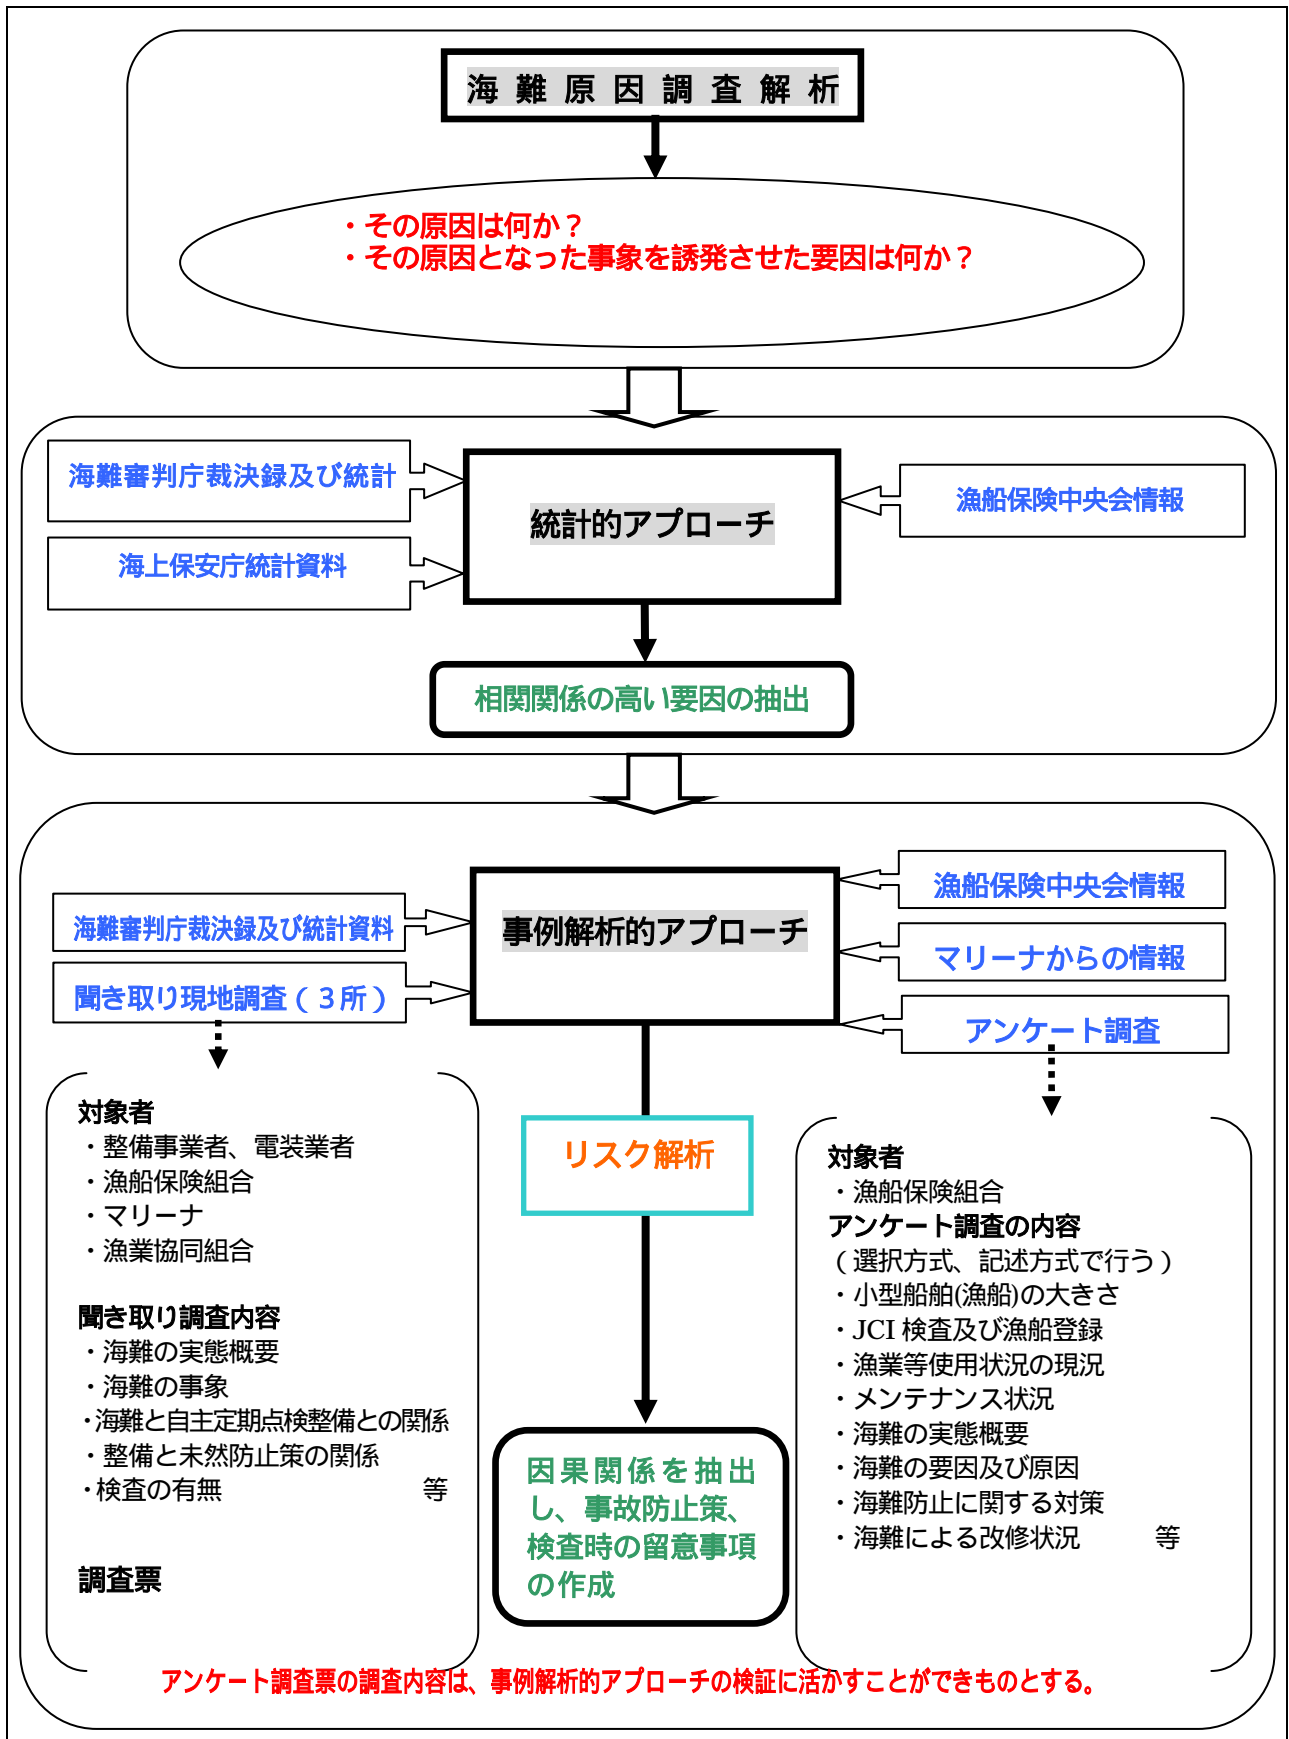 海難原因調査解析
・その原因は何か？
・その原因となった事象を誘発させた要因は何か？
海難審判庁裁決録及び統計
海上保安庁統計資料
統計的アプローチ
漁船保険中央会情報
相関関係の高い要因の抽出
海難審判庁裁決録及び統計資料
聞き取り現地調査（３所）
事例解析的アプローチ
漁船保険中央会情報
マリーナからの情報
アンケート調査
対象者
・整備事業者、電装業者
・漁船保険組合
・マリーナ
・漁業協同組合
聞き取り調査内容
・海難の実態概要
・海難の事象
・海難と自主定期点検整備との関係
・整備と未然防止策の関係
・検査の有無 等
調査票
リスク解析
因果関係を抽出
し、事故防止策、
検査時の留意事項
の作成
対象者
・漁船保険組合
アンケート調査の内容
（選択方式、記述方式で行う）
・小型船舶(漁船)の大きさ
・JCI 検査及び漁船登録
・漁業等使用状況の現況
・メンテナンス状況
・海難の実態概要
・海難の要因及び原因
・海難防止に関する対策
・海難による改修状況 等
アンケート調査票の調査内容は、事例解析的アプローチの検証に活かすことができものとする。